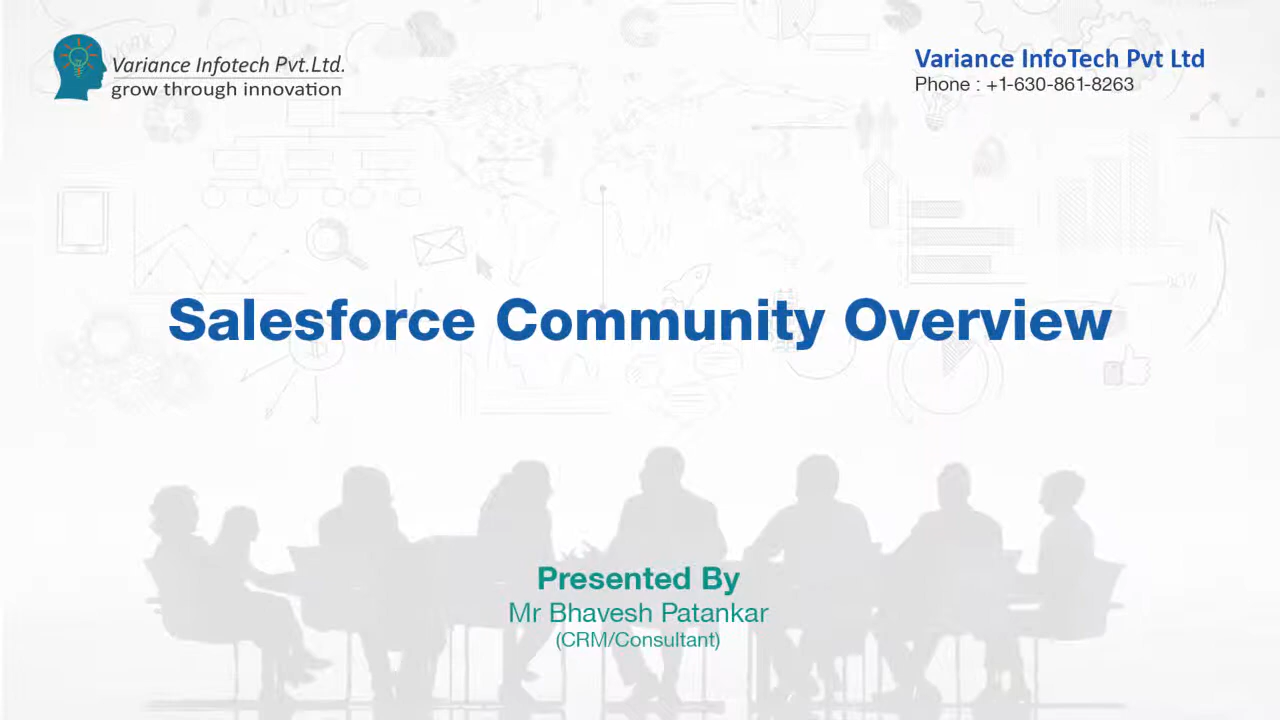 Variance Infotech Pvt.Ltd.
grow through innovation
Variance InfoTech Pvt Ltd
Phone : +1-630-861-8263
Salesforce Community Overview
Presented By
Mr Bhavesh Patankar
(CRM/Consultant)